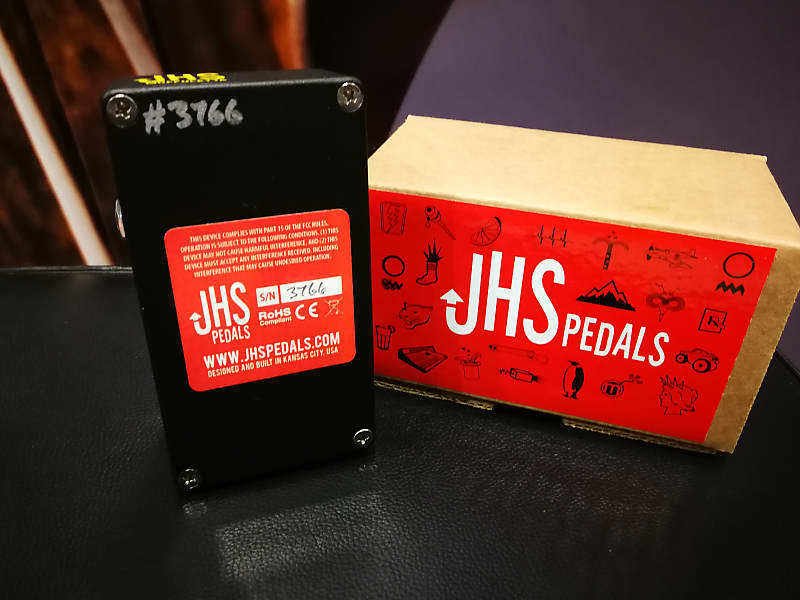 JHS
#3766
THIS DEVICE COMPLIES WITH PART 15 OF THE FCC RULES.
OPERATION IS SUBJECT TO THE FOLLOWING CONDITIONS. (1) THIS
DEVICE MAY NOT CAUSE HARMFUL INTERFERENCE, AND (2) THIS
DEVICE MUST ACCEPT ANY INTERFERENCE RECEIVED, INCLUDING
INTERFERENCE THAT MAY CAUSE UNDESIRED OPERATION.
JHS
PEDALS
S/N 3766
RoHS
Compliant
CE
WWW.JHSPEDALS.COM
DESIGNED AND BUILT IN KANSAS CITY, USA
JHS PEDALS